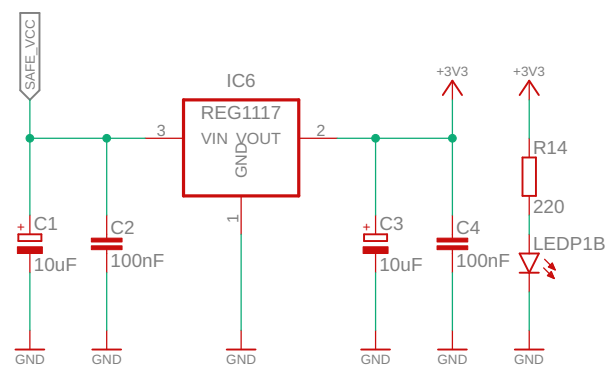 SAFE_VCC
IC6
REG1117
3
VIN VOUT
2
GND
1
+3V3
+3V3
R14
220
LEDP1B
+
C1
10uF
C2
100nF
+
C3
10uF
C4
100nF
GND
GND
GND
GND
GND
GND